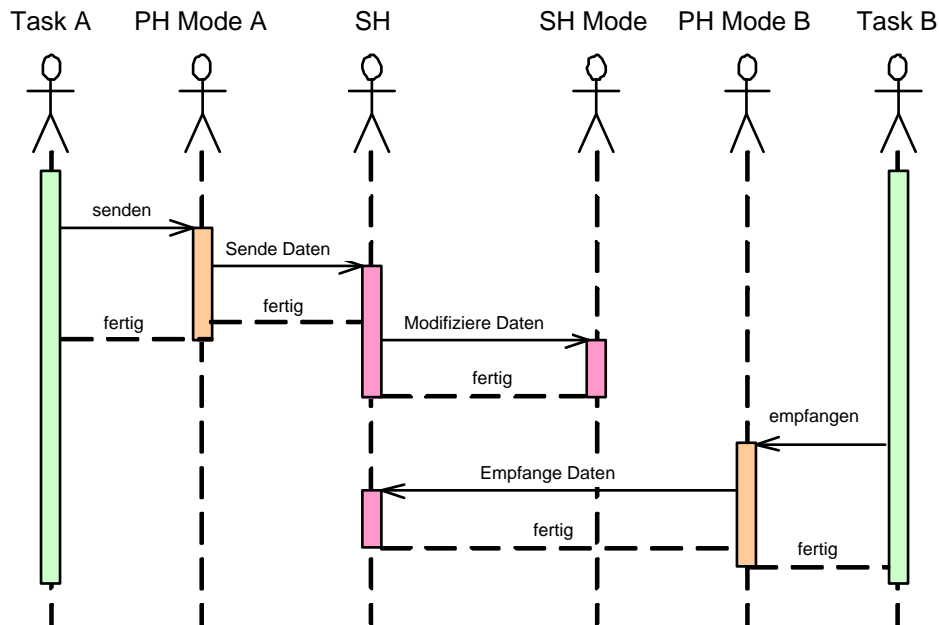 Task A
PH Mode A
SH
SH Mode
PH Mode B
Task B
senden
Sende Daten
fertig
fertig
Modifiziere Daten
fertig
empfangen
Empfange Daten
fertig
fertig